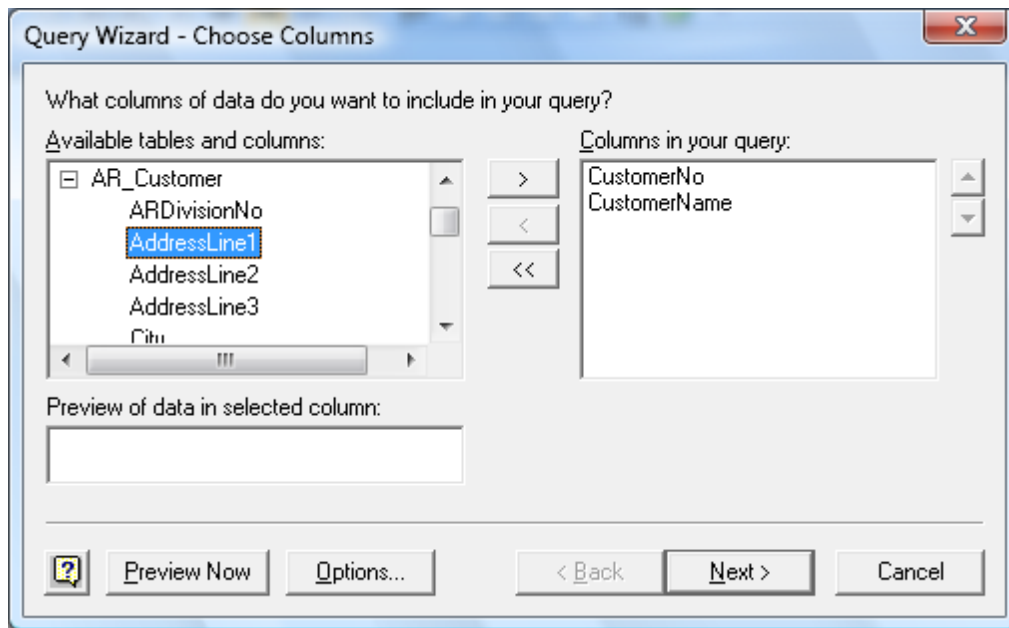 Query Wizard - Choose Columns
X
What columns of data do you want to include in your query?
Available tables and columns:
AR_Customer
ARDivisionNo
AddressLine1
AddressLine2
AddressLine3
City
>
<
<<
Columns in your query:
CustomerNo
CustomerName
Preview of data in selected column:
? Preview Now Options... < Back Next > Cancel